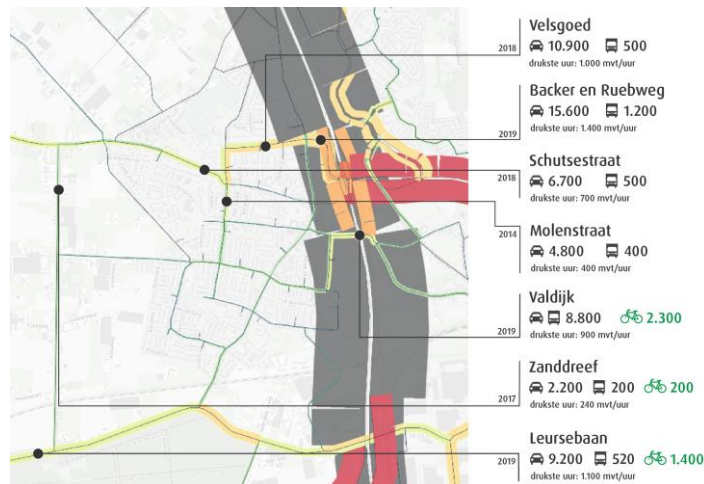 Velsgoed
2018
10.900 500
drukste uur: 1.000 mvt/uur
Backer en Ruebweg
2019
15.600 1.200
drukste uur: 1.400 mvt/uur
Schutsestraat
2018
6.700 500
drukste uur: 700 mvt/uur
Molenstraat
2014
4.800 400
drukste uur: 400 mvt/uur
Valdijk
2019
8.800 2.300
drukste uur: 900 mvt/uur
Zanddreef
2017
2.200 200 200
drukste uur: 240 mvt/uur
Leursebaan
2019
9.200 520 1.400
drukste uur: 1.100 mvt/uur